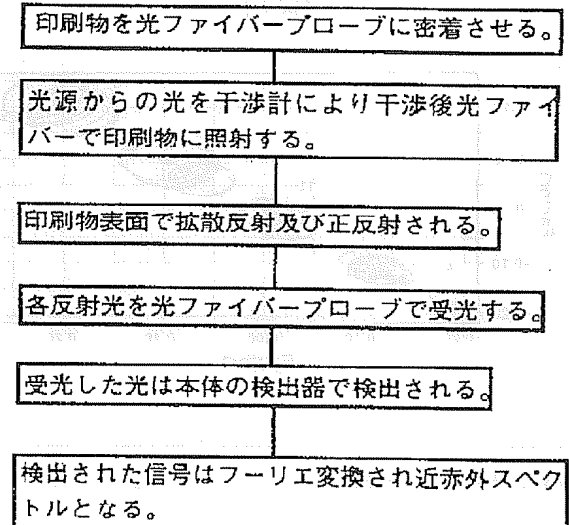 印刷物を光ファイバープローブに密着させる。
光源からの光を干渉計により干渉後光ファイ
バーで印刷物に照射する。
印刷物表面で拡散反射及び正反射される。
各反射光を光ファイバープローブで受光する。
受光した光は本体の検出器で検出される。
検出された信号はフーリエ変換され近赤外スペク
トルとなる。